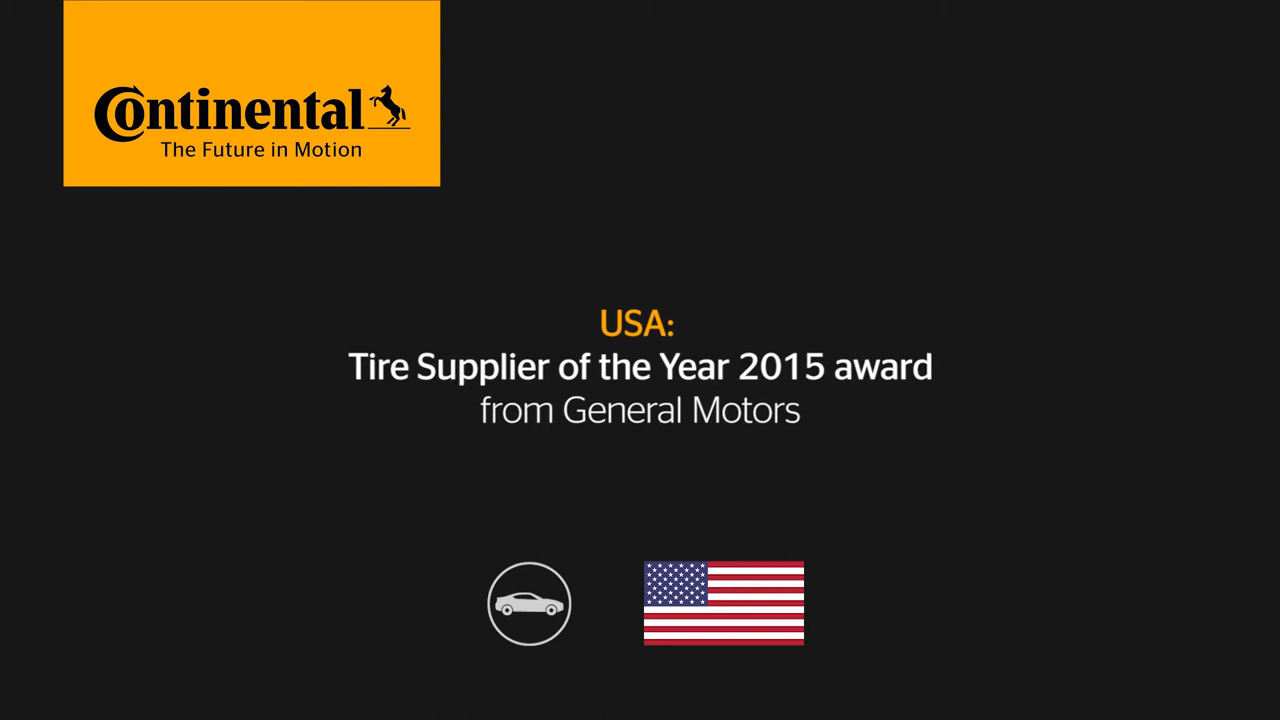 Continental
The Future in Motion
USA:
Tire Supplier of the Year 2015 award
from General Motors